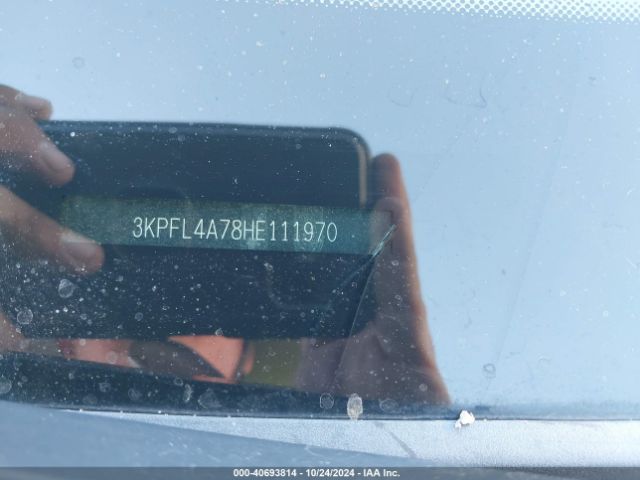 3KPFL4A78HE111970
000-40693814 - 10/24/2024 - IAA Inc.